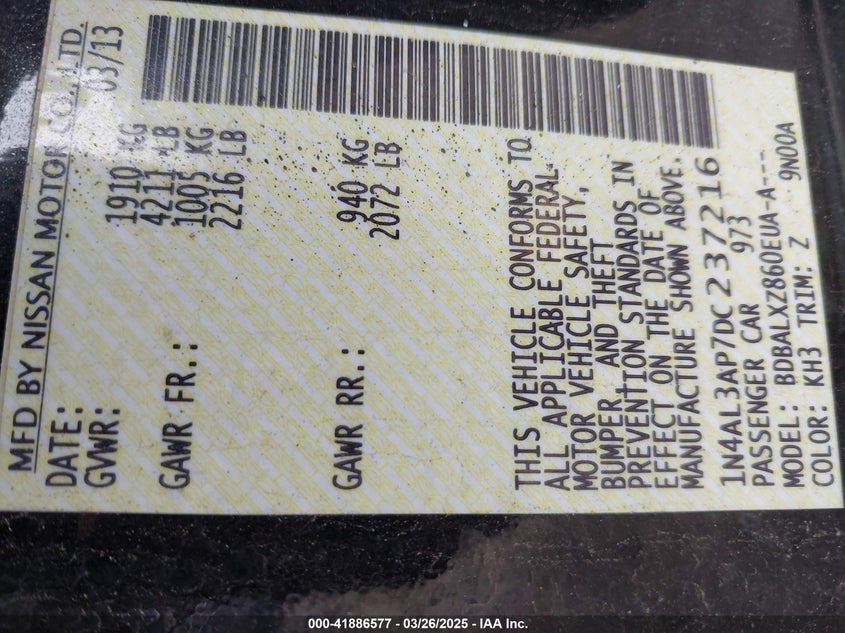 MFD BY NISSAN MOTOR CO., LTD.
DATE: 03/13
GVWR: 1910 KG
4211 LB
GAWR FR.: 1005 KG
2216 LB
GAWR RR.: 940 KG
2072 LB
THIS VEHICLE CONFORMS TO
ALL APPLICABLE FEDERAL
MOTOR VEHICLE SAFETY,
BUMPER, AND THEFT
PREVENTION STANDARDS IN
EFFECT ON THE DATE OF
MANUFACTURE SHOWN ABOVE.
1N4AL3AP7DC237216
PASSENGER CAR 973
MODEL: BDBALXZ860EUA-A---
COLOR: KH3 TRIM: Z 9N00A
000-41886577 - 03/26/2025 - IAA Inc.